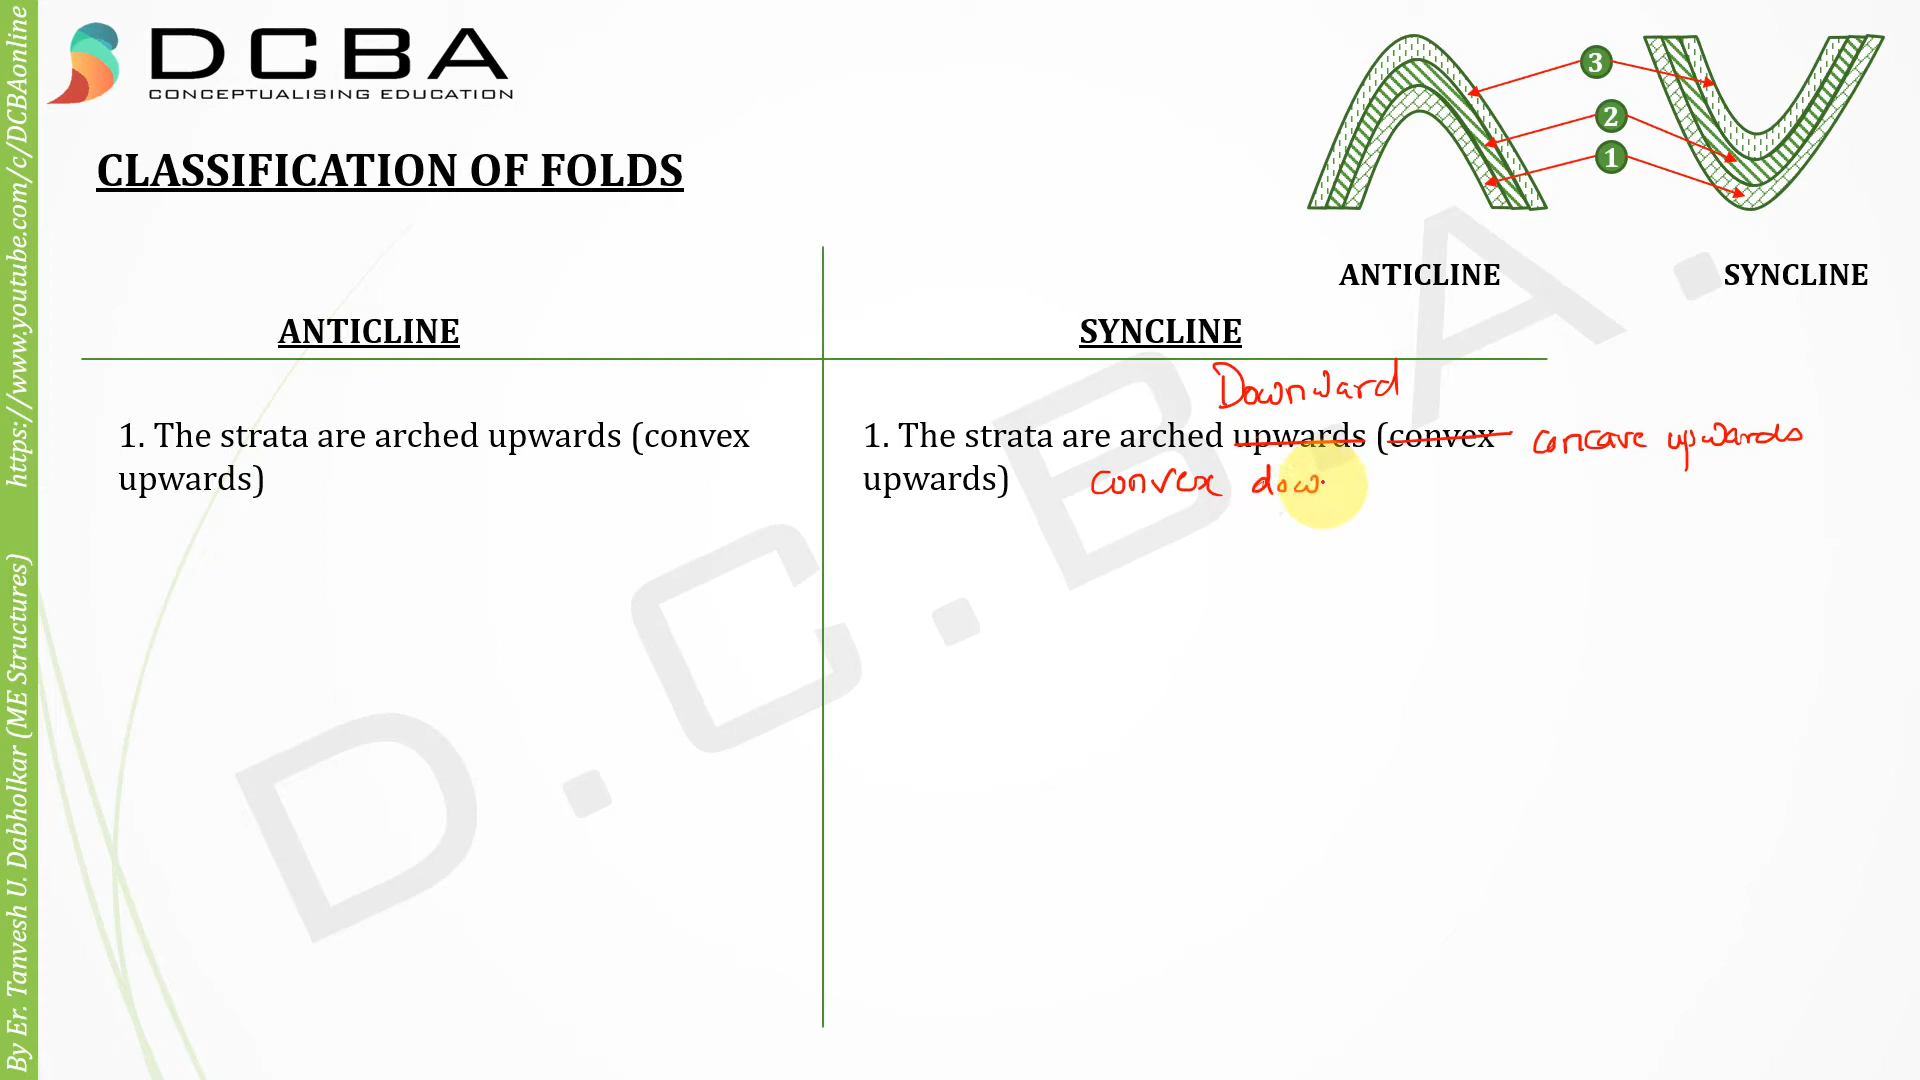 DCBA
CONCEPTUALISING EDUCATION
CLASSIFICATION OF FOLDS
3
2
1
ANTICLINE
SYNCLINE
ANTICLINE
SYNCLINE
Downward
1. The strata are arched upwards (convex
upwards)
1. The strata are arched upwards (convex concave upwards
upwards) convex dow
D.C.B.A.
By Er. Tanvesh U. Dabholkar (ME Structures) https://www.youtube.com/c/DCBAonline